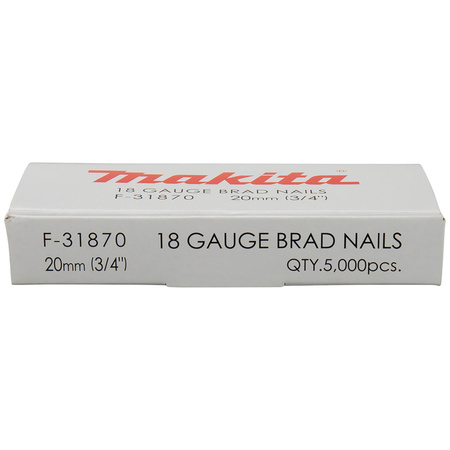 Makita
18 GAUGE BRAD NAILS
F-31870 20mm (3/4")
F-31870 18 GAUGE BRAD NAILS
20mm (3/4") QTY.5,000pcs.